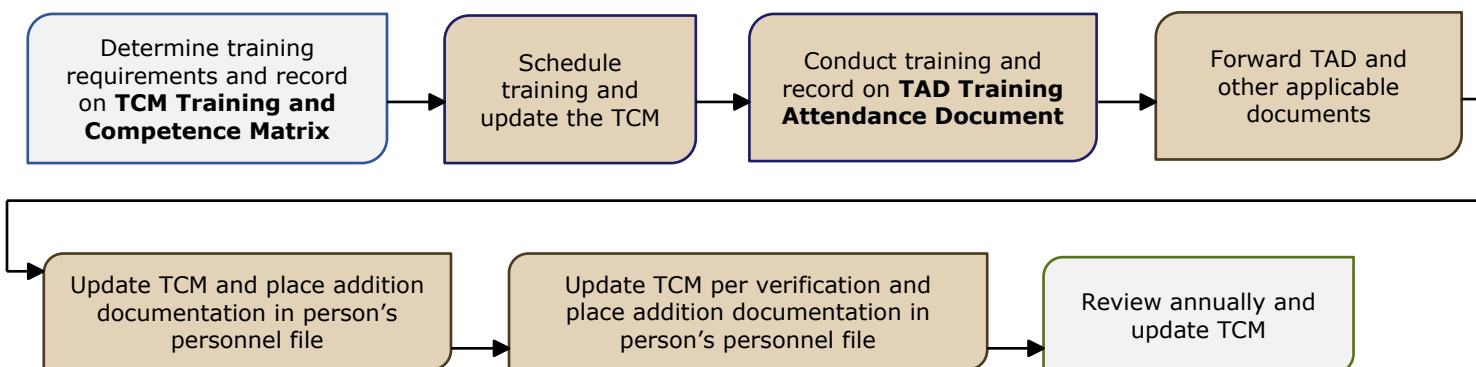 Determine training
requirements and record
on TCM Training and
Competence Matrix
Schedule
training and
update the TCM
Conduct training and
record on TAD Training
Attendance Document
Forward TAD and
other applicable
documents
Update TCM and place addition
documentation in person’s
personnel file
Update TCM per verification and
place addition documentation in
person’s personnel file
Review annually and
update TCM